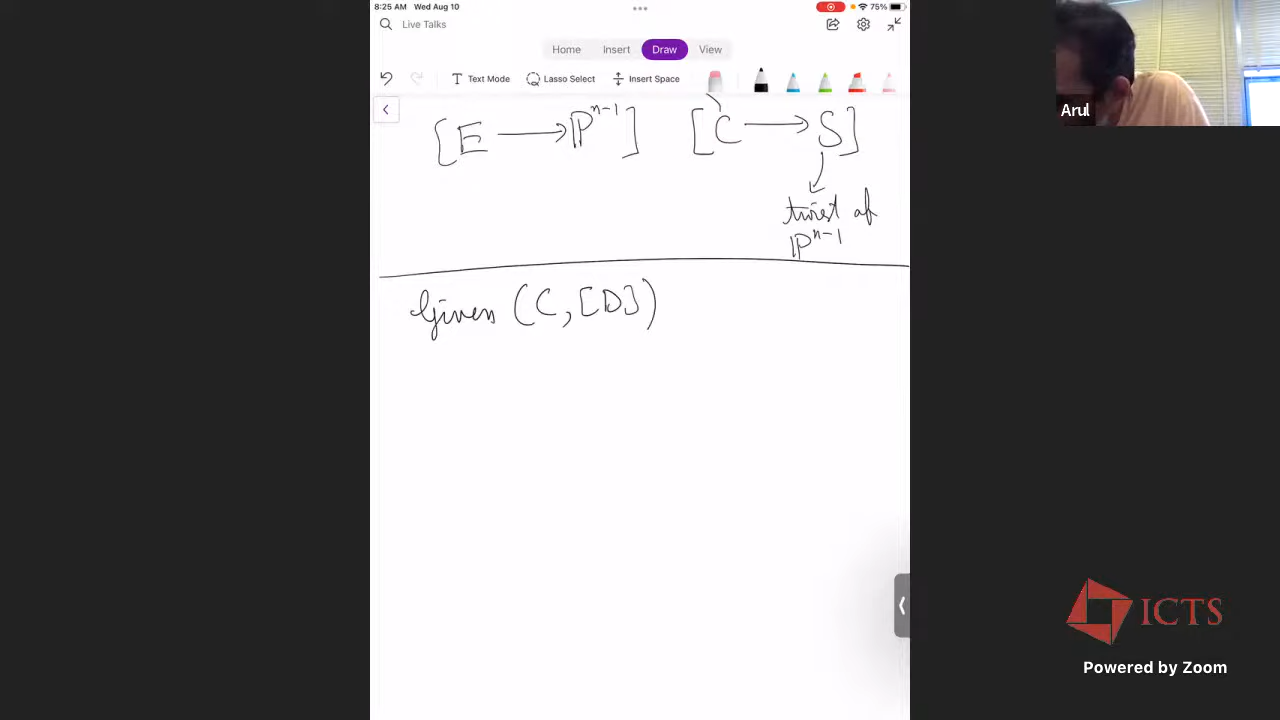 8:25 AM Wed Aug 10
75%
Live Talks
Home Insert Draw View
Text Mode Lasso Select Insert Space
[E ⟶ ℙ^{n-1}] [C ⟶ S]
twist of
ℙ^{n-1}
Given (C, [D])
Arul
ICTS
Powered by Zoom